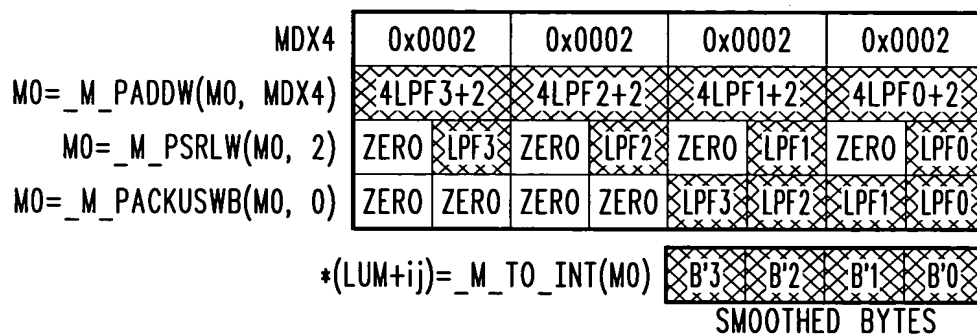 MDX4 0x0002 0x0002 0x0002 0x0002
M0=_M_PADDW(M0, MDX4) 4LPF3+2 4LPF2+2 4LPF1+2 4LPF0+2
M0=_M_PSRLW(M0, 2) ZERO LPF3 ZERO LPF2 ZERO LPF1 ZERO LPF0
M0=_M_PACKUSWB(M0, 0) ZERO ZERO ZERO ZERO LPF3 LPF2 LPF1 LPF0
*(LUM+ij)=_M_TO_INT(M0) B'3 B'2 B'1 B'0
SMOOTHED BYTES